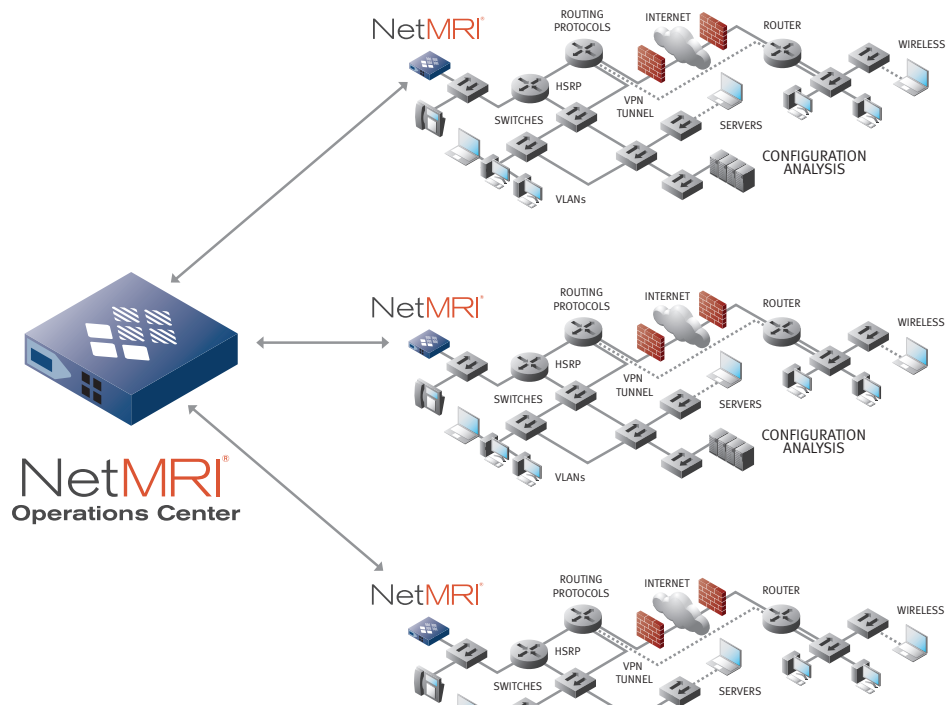 NetMRI®
ROUTING
PROTOCOLS
INTERNET
ROUTER
WIRELESS
HSRP
VPN
TUNNEL
SWITCHES
SERVERS
CONFIGURATION
ANALYSIS
VLANs
NetMRI®
ROUTING
PROTOCOLS
INTERNET
ROUTER
WIRELESS
HSRP
VPN
TUNNEL
SWITCHES
SERVERS
CONFIGURATION
ANALYSIS
VLANs
NetMRI®
Operations Center
NetMRI®
ROUTING
PROTOCOLS
INTERNET
ROUTER
WIRELESS
HSRP
VPN
TUNNEL
SWITCHES
SERVERS